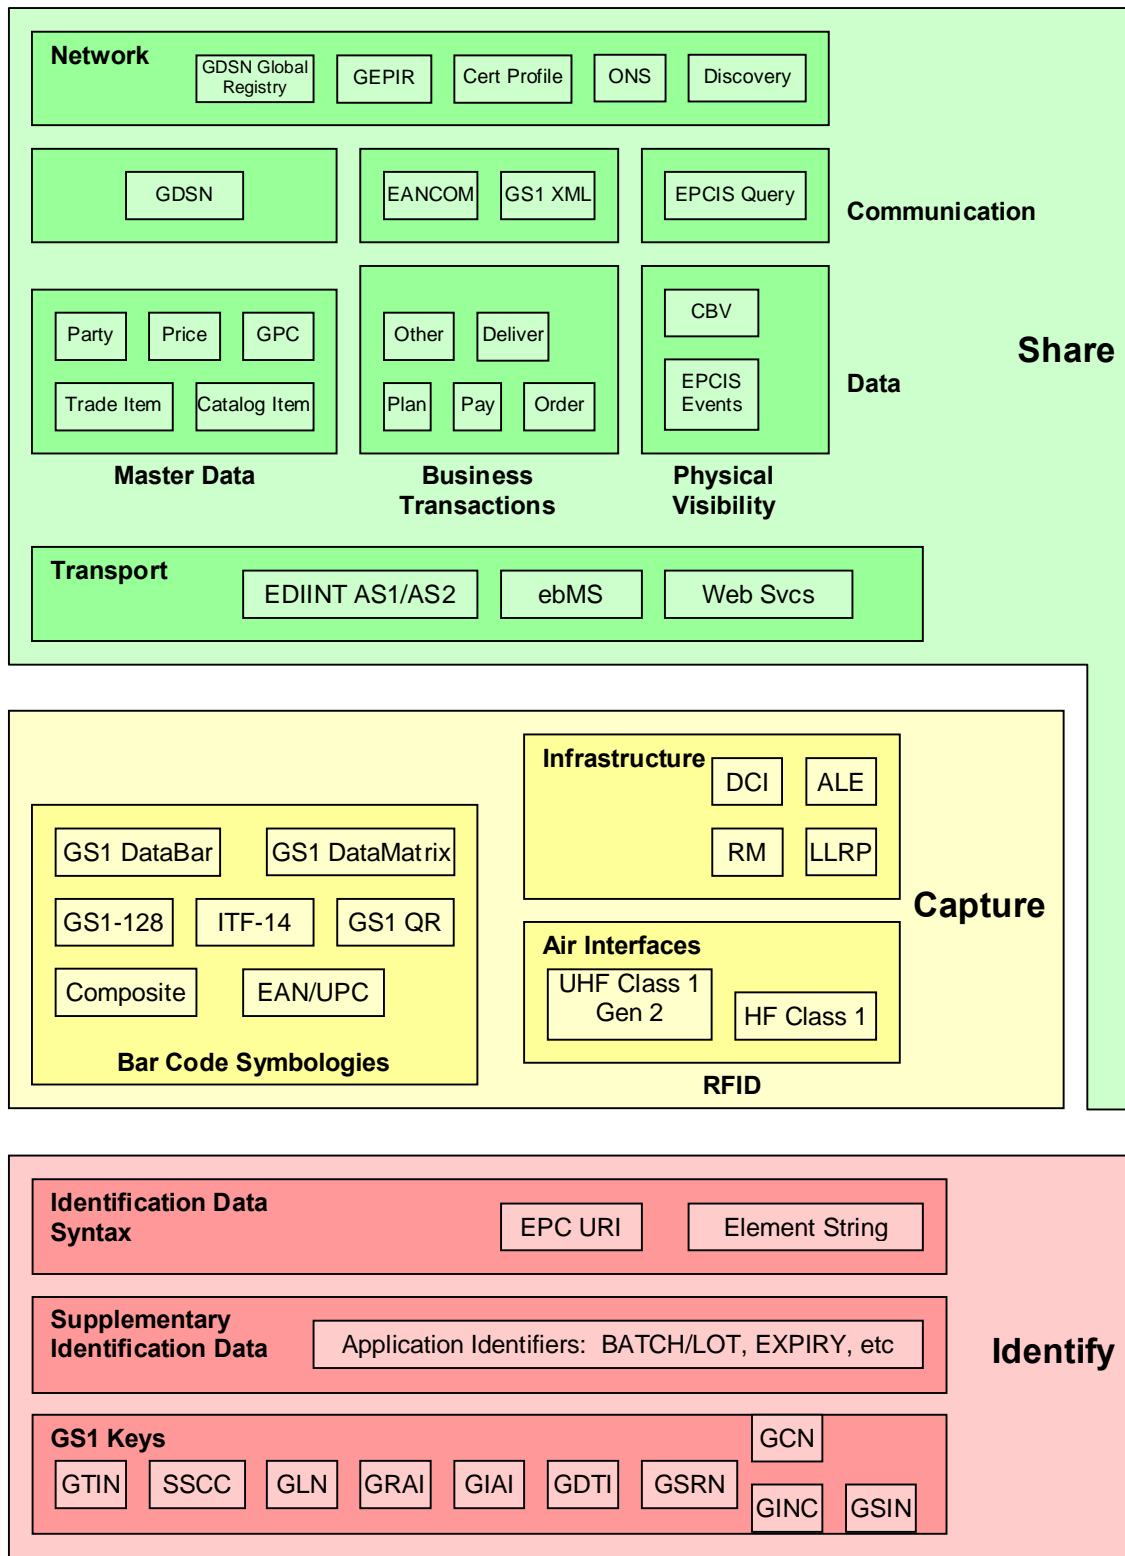 Network
GDSN Global
Registry
GEPIR
Cert Profile
ONS
Discovery
GDSN
EANCOM
GS1 XML
EPCIS Query
Communication
Party
Price
GPC
Trade Item
Catalog Item
Other
Deliver
Plan
Pay
Order
CBV
EPCIS
Events
Data
Share
Master Data
Business
Transactions
Physical
Visibility
Transport
EDIINT AS1/AS2
ebMS
Web Svcs
GS1 DataBar
GS1 DataMatrix
GS1-128
ITF-14
GS1 QR
Composite
EAN/UPC
Bar Code Symbologies
Infrastructure
DCI
ALE
RM
LLRP
Air Interfaces
UHF Class 1
Gen 2
HF Class 1
RFID
Capture
Identification Data
Syntax
EPC URI
Element String
Supplementary
Identification Data
Application Identifiers:  BATCH/LOT, EXPIRY, etc
Identify
GS1 Keys
GTIN
SSCC
GLN
GRAI
GIAI
GDTI
GSRN
GCN
GINC
GSIN